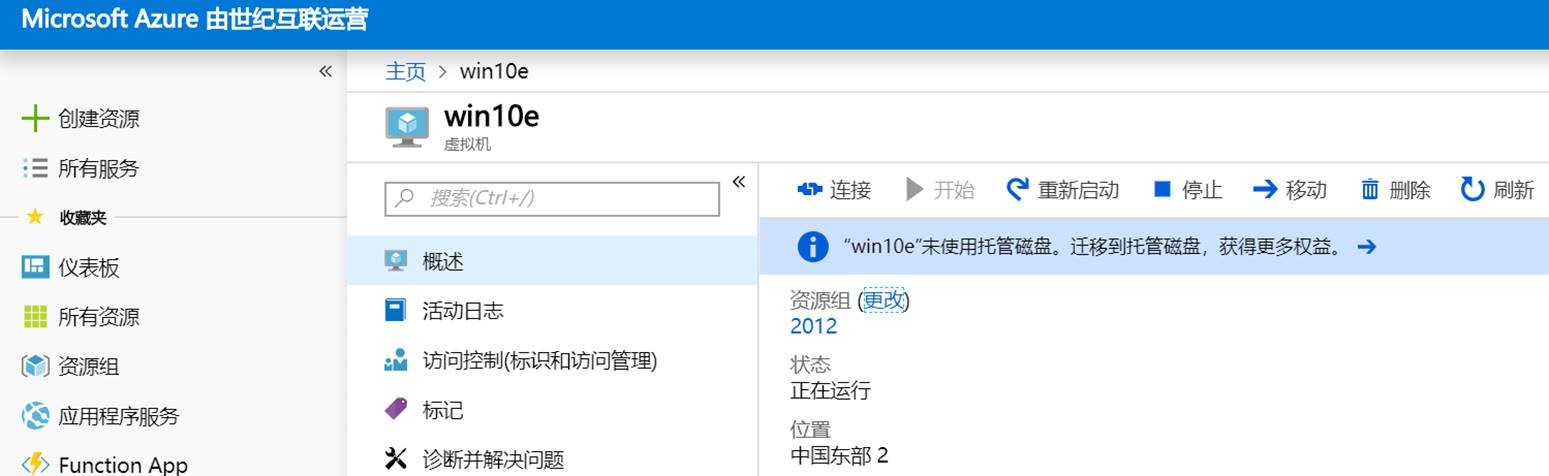 Microsoft Azure 由世纪互联运营
«
创建资源
所有服务
收藏夹
仪表板
所有资源
资源组
应用程序服务
Function App
主页 > win10e
win10e
虚拟机
搜索(Ctrl+/)
«
概述
活动日志
访问控制(标识和访问管理)
标记
诊断并解决问题
连接 开始 重新启动 停止 移动 删除 刷新
“win10e”未使用托管磁盘。迁移到托管磁盘，获得更多权益。 →
资源组 (更改)
2012
状态
正在运行
位置
中国东部 2